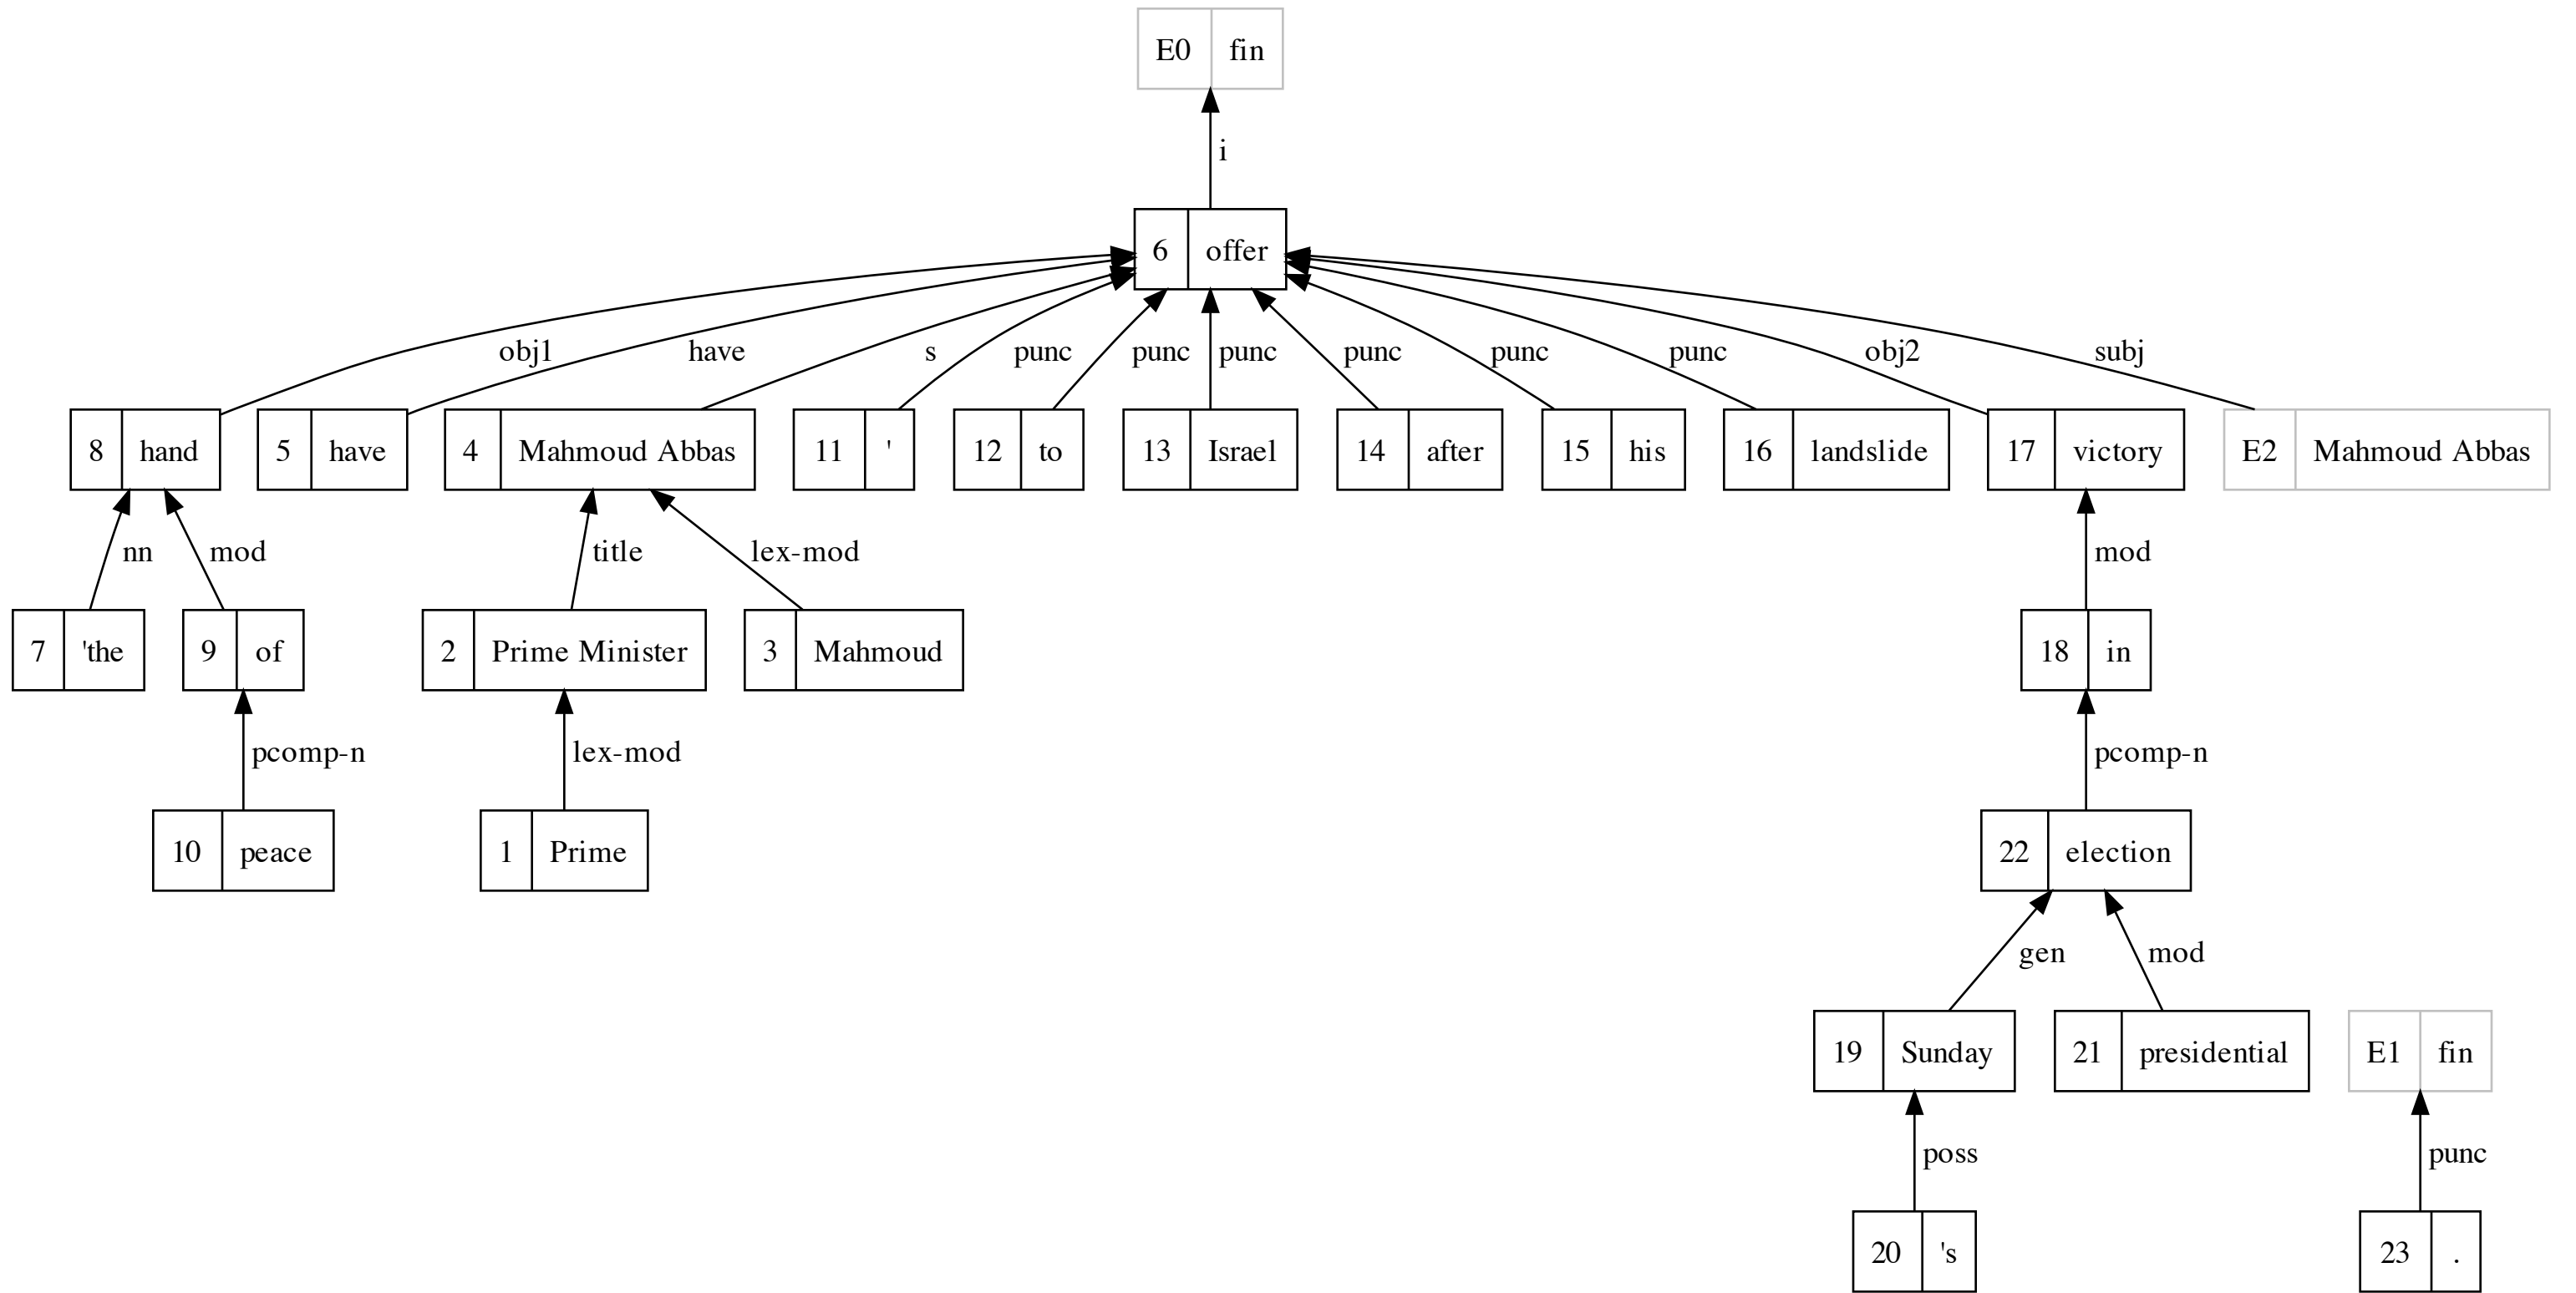 E0 fin
i
6 offer
obj1 have s punc punc punc punc punc punc obj2 subj
8 hand 5 have 4 Mahmoud Abbas 11 ' 12 to 13 Israel 14 after 15 his 16 landslide 17 victory E2 Mahmoud Abbas
nn mod title lex-mod mod
7 'the 9 of 2 Prime Minister 3 Mahmoud 18 in
pcomp-n lex-mod pcomp-n
10 peace 1 Prime 22 election
gen mod
19 Sunday 21 presidential E1 fin
poss punc
20 's 23 .